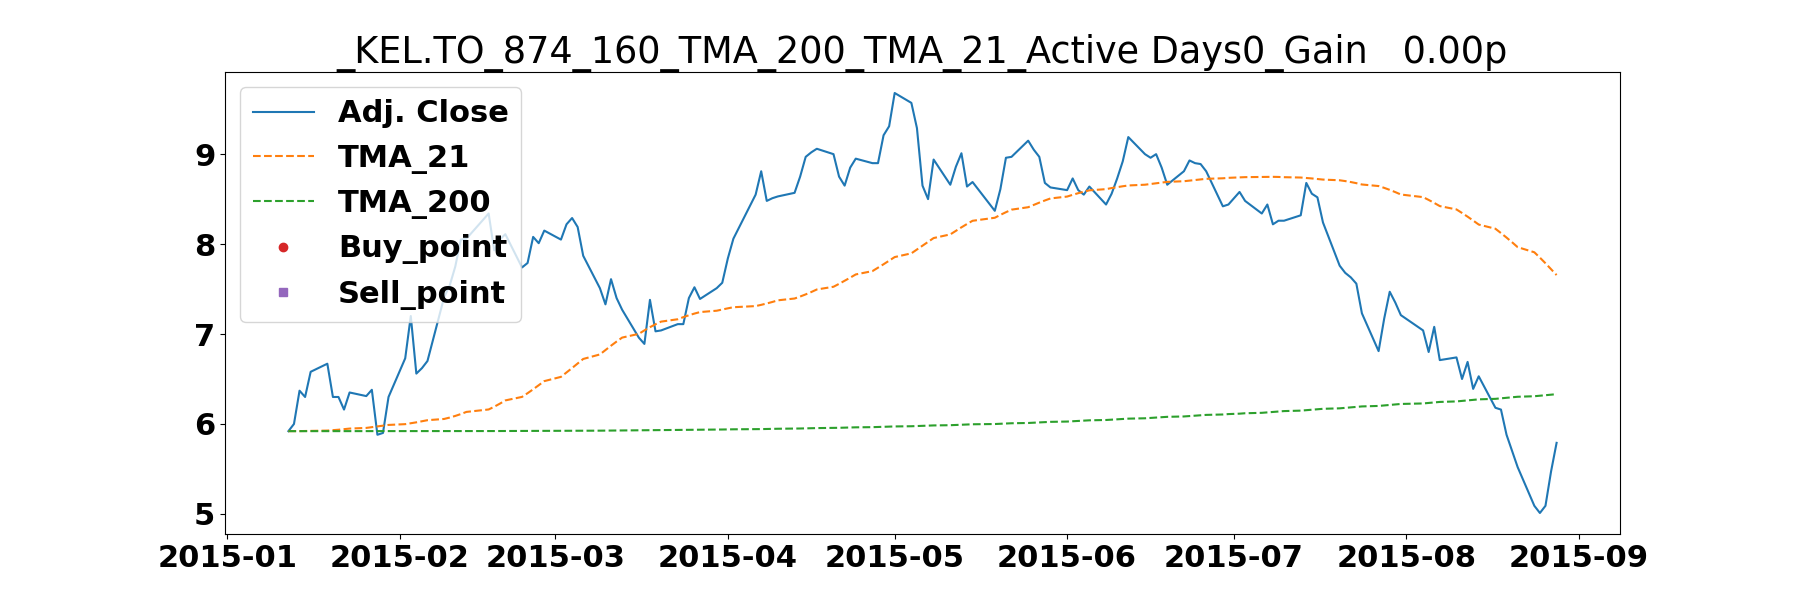 _KEL.TO_874_160_TMA_200_TMA_21_Active Days0_Gain   0.00p
Adj. Close
TMA_21
TMA_200
Buy_point
Sell_point
9
8
7
6
5
2015-01 2015-02 2015-03 2015-04 2015-05 2015-06 2015-07 2015-08 2015-09